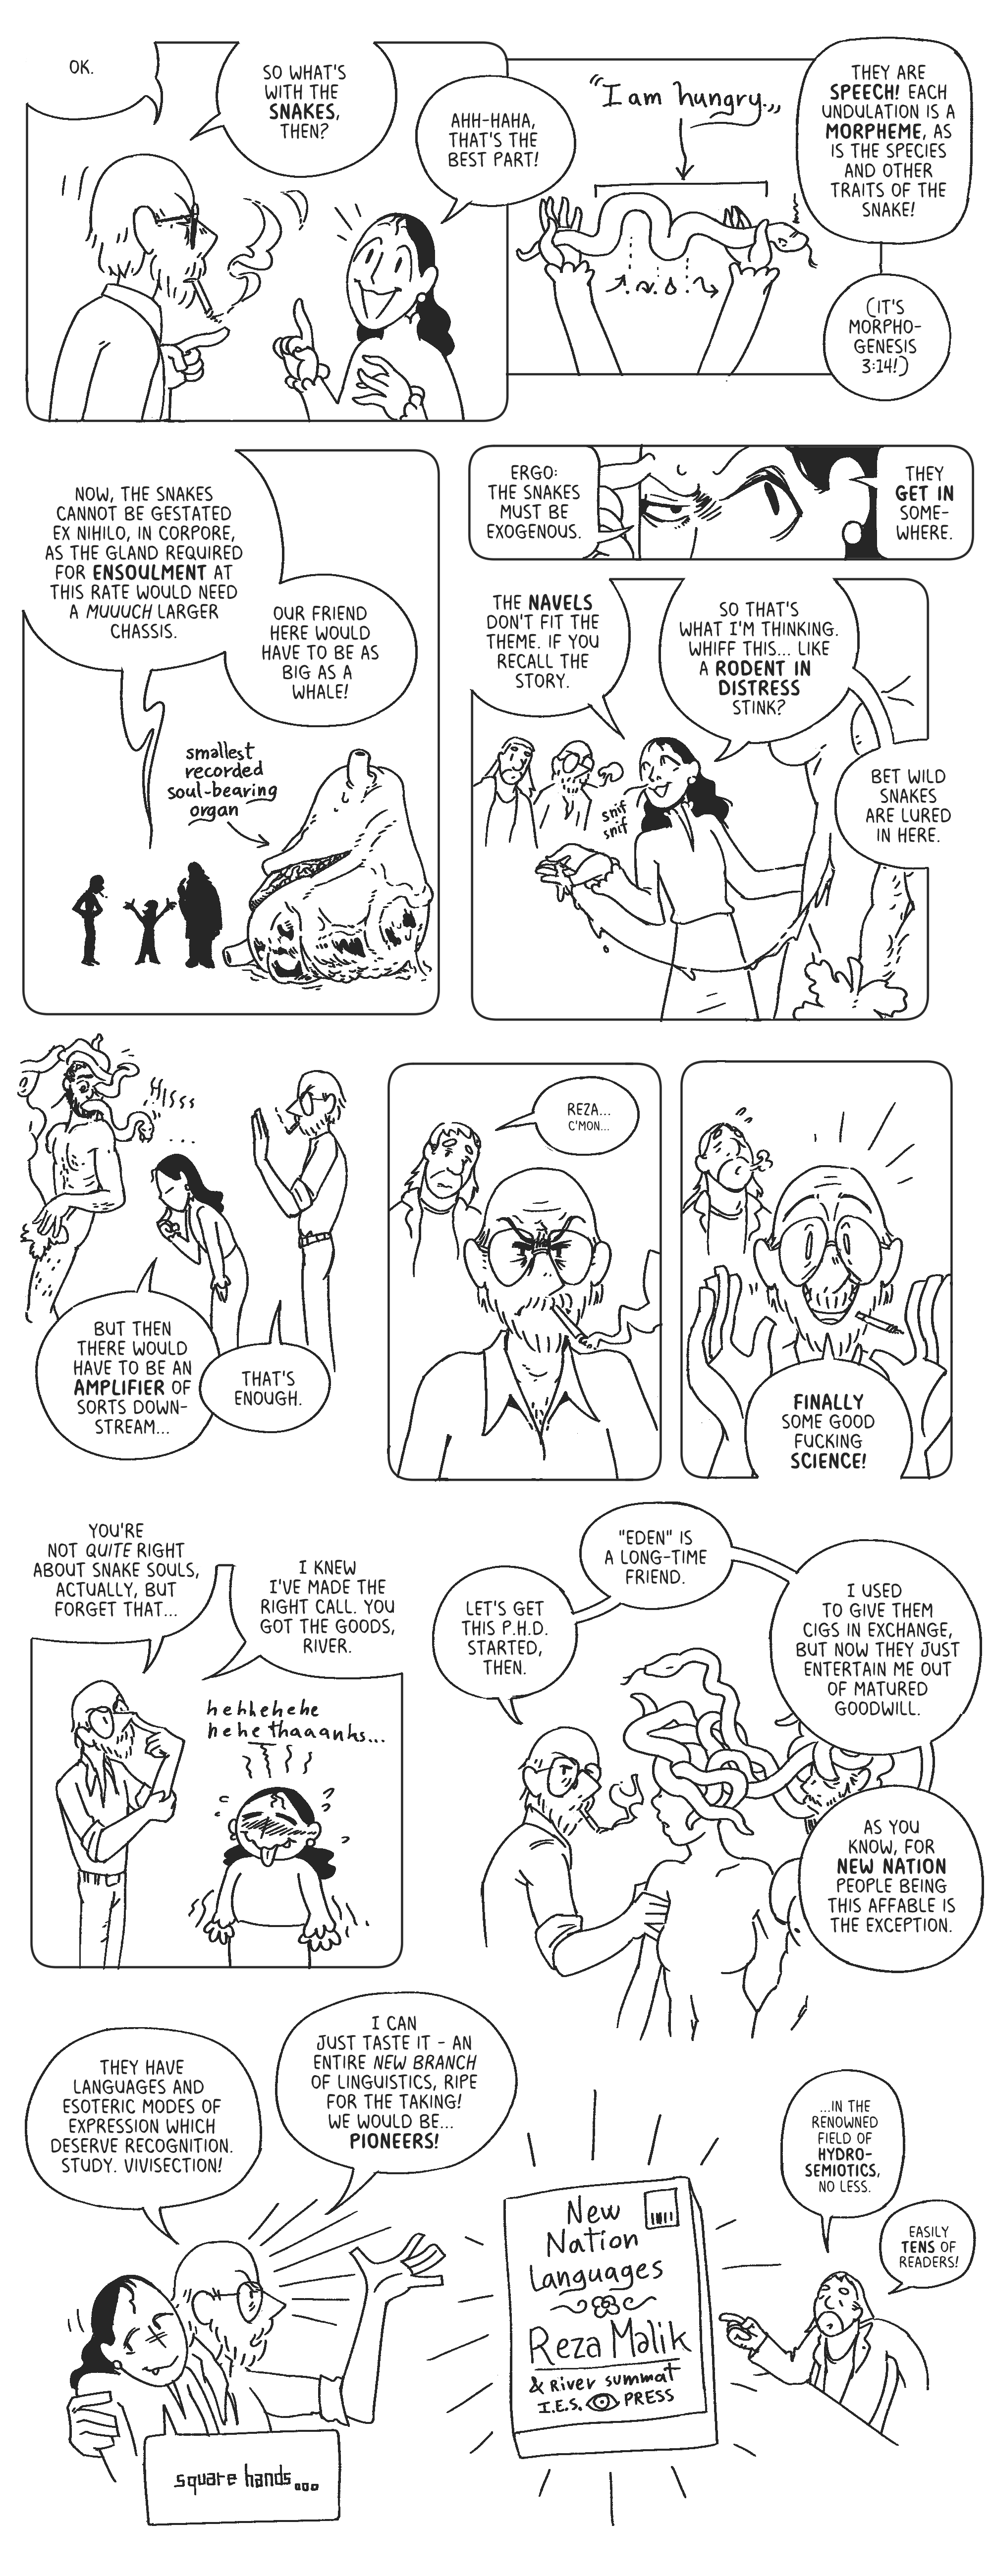 OK.
SO WHAT'S
WITH THE
SNAKES,
THEN?
AHH-HAHA,
THAT'S THE
BEST PART!
"I am hungry.,,
THEY ARE
SPEECH! EACH
UNDULATION IS A
MORPHEME, AS
IS THE SPECIES
AND OTHER
TRAITS OF THE
SNAKE!
(IT'S
MORPHO-
GENESIS
3:14!)
NOW, THE SNAKES
CANNOT BE GESTATED
EX NIHILO, IN CORPORE,
AS THE GLAND REQUIRED
FOR ENSOULMENT AT
THIS RATE WOULD NEED
A MUUUCH LARGER
CHASSIS.
OUR FRIEND
HERE WOULD
HAVE TO BE AS
BIG AS A
WHALE!
smallest
recorded
soul-bearing
organ
ERGO:
THE SNAKES
MUST BE
EXOGENOUS.
THEY
GET IN
SOME-
WHERE.
THE NAVELS
DON'T FIT THE
THEME. IF YOU
RECALL THE
STORY.
SO THAT'S
WHAT I'M THINKING.
WHIFF THIS... LIKE
A RODENT IN
DISTRESS
STINK?
snif
snif
BET WILD
SNAKES
ARE LURED
IN HERE.
HISSS
....
BUT THEN
THERE WOULD
HAVE TO BE AN
AMPLIFIER OF
SORTS DOWN-
STREAM...
THAT'S
ENOUGH.
REZA...
C'MON...
FINALLY
SOME GOOD
FUCKING
SCIENCE!
YOU'RE
NOT QUITE RIGHT
ABOUT SNAKE SOULS,
ACTUALLY, BUT
FORGET THAT...
I KNEW
I'VE MADE THE
RIGHT CALL. YOU
GOT THE GOODS,
RIVER.
hehhehehe
hehe thaaanks...
LET'S GET
THIS P.H.D.
STARTED,
THEN.
"EDEN" IS
A LONG-TIME
FRIEND.
I USED
TO GIVE THEM
CIGS IN EXCHANGE,
BUT NOW THEY JUST
ENTERTAIN ME OUT
OF MATURED
GOODWILL.
AS YOU
KNOW, FOR
NEW NATION
PEOPLE BEING
THIS AFFABLE IS
THE EXCEPTION.
THEY HAVE
LANGUAGES AND
ESOTERIC MODES OF
EXPRESSION WHICH
DESERVE RECOGNITION.
STUDY. VIVISECTION!
I CAN
JUST TASTE IT - AN
ENTIRE NEW BRANCH
OF LINGUISTICS, RIPE
FOR THE TAKING!
WE WOULD BE...
PIONEERS!
square hands...
New
Nation
Languages
Reza Malik
& River summat
I.E.S. PRESS
...IN THE
RENOWNED
FIELD OF
HYDRO-
SEMIOTICS,
NO LESS.
EASILY
TENS OF
READERS!